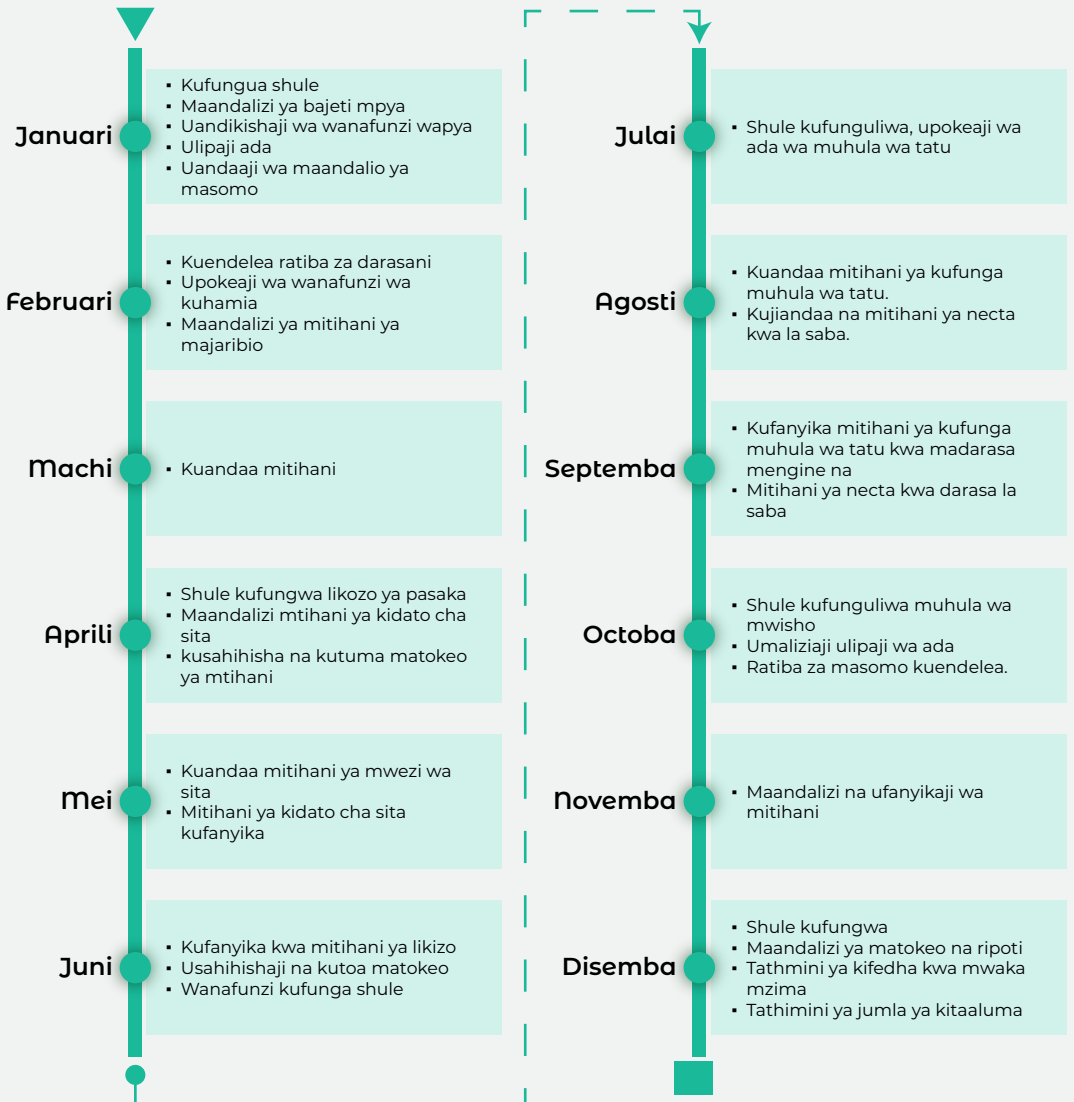 Januari
▪ Kufungua shule
▪ Maandalizi ya bajeti mpya
▪ Uandikishaji wa wanafunzi wapya
▪ Ulipaji ada
▪ Uandaaji wa maandalio ya
masomo
Februari
▪ Kuendelea ratiba za darasani
▪ Upokeaji wa wanafunzi wa
kuhamia
▪ Maandalizi ya mitihani ya
majaribio
Machi
▪ Kuandaa mitihani
Aprili
▪ Shule kufungwa likozo ya pasaka
▪ Maandalizi mtihani ya kidato cha
sita
▪ kusahihisha na kutuma matokeo
ya mtihani
Mei
▪ Kuandaa mitihani ya mwezi wa
sita
▪ Mitihani ya kidato cha sita
kufanyika
Juni
▪ Kufanyika kwa mitihani ya likizo
▪ Usahihishaji na kutoa matokeo
▪ Wanafunzi kufunga shule
Julai
▪ Shule kufunguliwa, upokeaji wa
ada wa muhula wa tatu
Agosti
▪ Kuandaa mitihani ya kufunga
muhula wa tatu.
▪ Kujiandaa na mitihani ya necta
kwa la saba.
Septemba
▪ Kufanyika mitihani ya kufunga
muhula wa tatu kwa madarasa
mengine na
▪ Mitihani ya necta kwa darasa la
saba
Octoba
▪ Shule kufunguliwa muhula wa
mwisho
▪ Umaliziaji ulipaji wa ada
▪ Ratiba za masomo kuendelea.
Novemba
▪ Maandalizi na ufanyikaji wa
mitihani
Disemba
▪ Shule kufungwa
▪ Maandalizi ya matokeo na ripoti
▪ Tathmini ya kifedha kwa mwaka
mzima
▪ Tathimini ya jumla ya kitaaluma